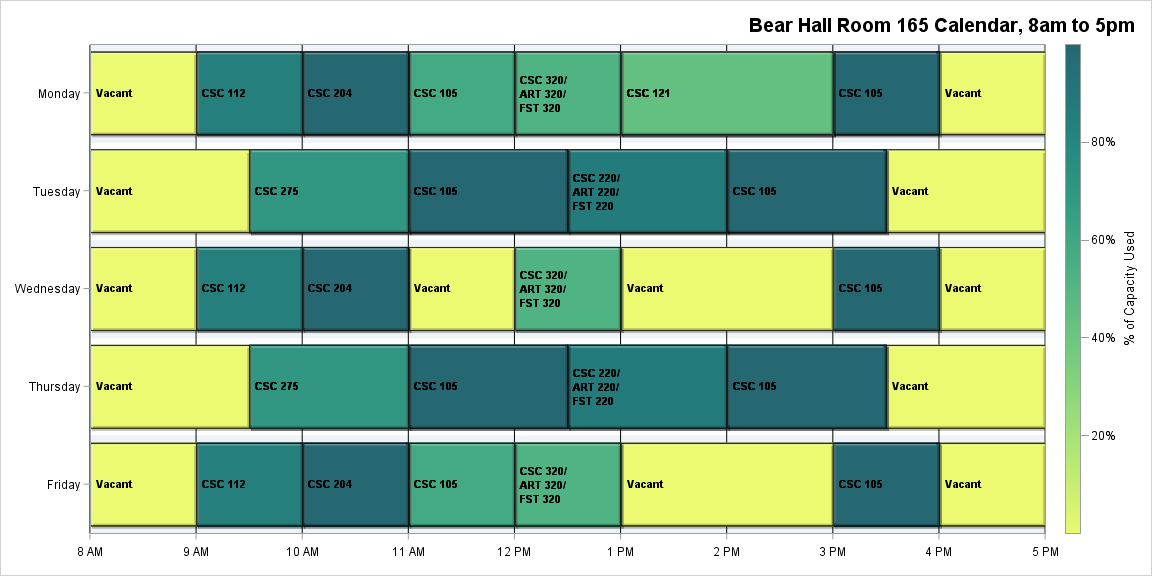 Bear Hall Room 165 Calendar, 8am to 5pm
Monday
Vacant
CSC 112
CSC 204
CSC 105
CSC 320/
ART 320/
FST 320
CSC 121
CSC 105
Vacant
Tuesday
Vacant
CSC 275
CSC 105
CSC 220/
ART 220/
FST 220
CSC 105
Vacant
Wednesday
Vacant
CSC 112
CSC 204
Vacant
CSC 320/
ART 320/
FST 320
Vacant
CSC 105
Vacant
Thursday
Vacant
CSC 275
CSC 105
CSC 220/
ART 220/
FST 220
CSC 105
Vacant
Friday
Vacant
CSC 112
CSC 204
CSC 105
CSC 320/
ART 320/
FST 320
Vacant
CSC 105
Vacant
8 AM
9 AM
10 AM
11 AM
12 PM
1 PM
2 PM
3 PM
4 PM
5 PM
80%
60%
40%
20%
% of Capacity Used